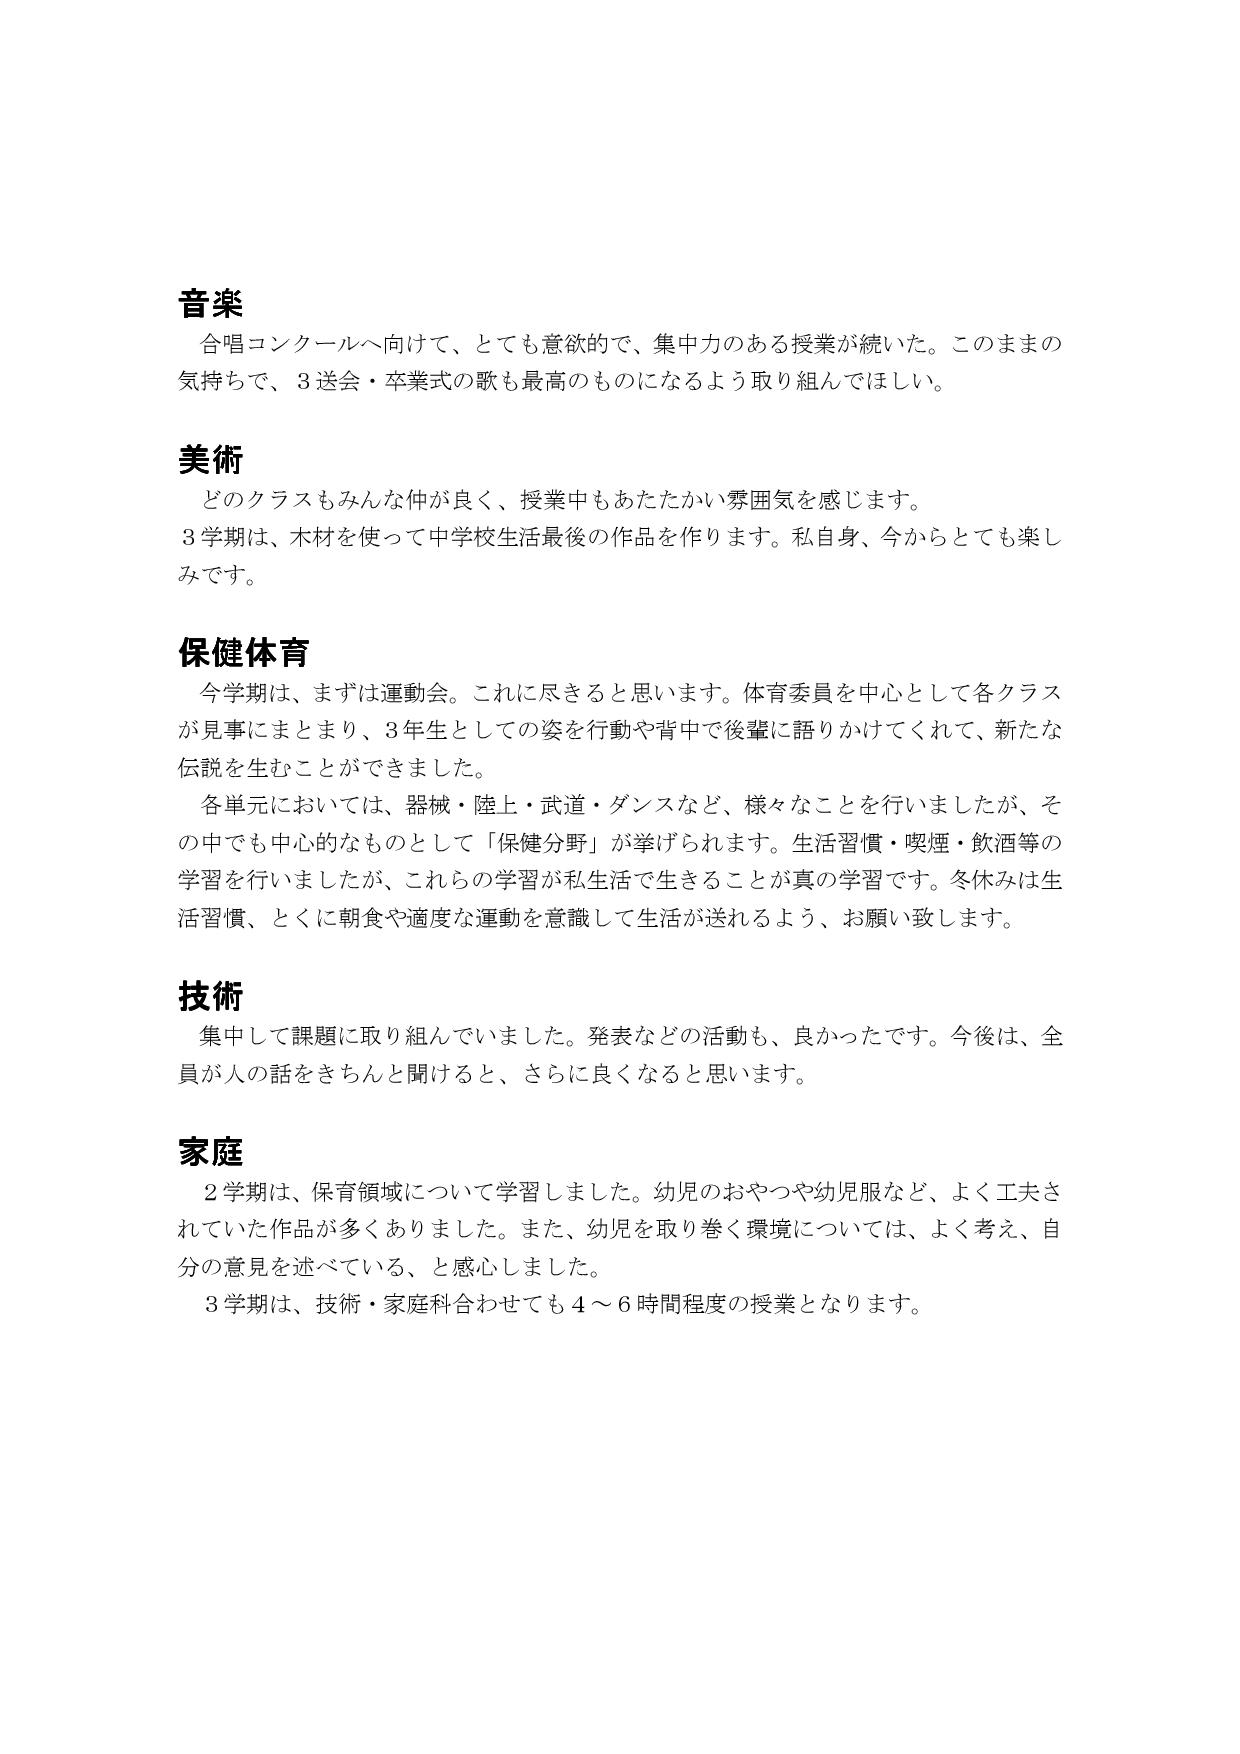 音楽
　合唱コンクールへ向けて、とても意欲的で、集中力のある授業が続いた。このままの
気持ちで、３送会・卒業式の歌も最高のものになるよう取り組んでほしい。
美術
　どのクラスもみんな仲が良く、授業中もあたたかい雰囲気を感じます。
３学期は、木材を使って中学校生活最後の作品を作ります。私自身、今からとても楽し
みです。
保健体育
　今学期は、まずは運動会。これに尽きると思います。体育委員を中心として各クラス
が見事にまとまり、３年生としての姿を行動や背中で後輩に語りかけてくれて、新たな
伝説を生むことができました。
　各単元においては、器械・陸上・武道・ダンスなど、様々なことを行いましたが、そ
の中でも中心的なものとして「保健分野」が挙げられます。生活習慣・喫煙・飲酒等の
学習を行いましたが、これらの学習が私生活で生きることが真の学習です。冬休みは生
活習慣、とくに朝食や適度な運動を意識して生活が送れるよう、お願い致します。
技術
　集中して課題に取り組んでいました。発表などの活動も、良かったです。今後は、全
員が人の話をきちんと聞けると、さらに良くなると思います。
家庭
　２学期は、保育領域について学習しました。幼児のおやつや幼児服など、よく工夫さ
れていた作品が多くありました。また、幼児を取り巻く環境については、よく考え、自
分の意見を述べている、と感心しました。
　３学期は、技術・家庭科合わせても４～６時間程度の授業となります。